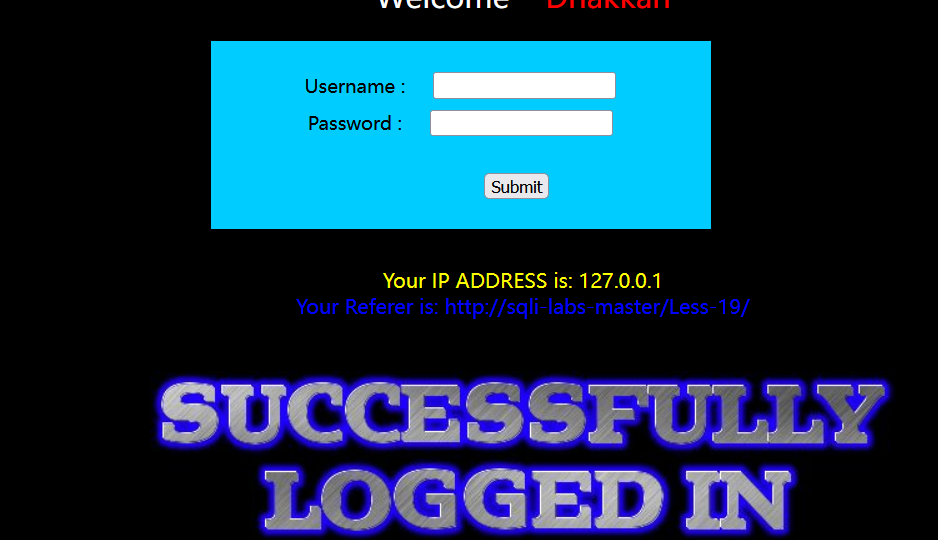 Welcome Dhakkan
Username :
Password :
Submit
Your IP ADDRESS is: 127.0.0.1
Your Referer is: http://sqli-labs-master/Less-19/
SUCCESSFULLY
LOGGED IN